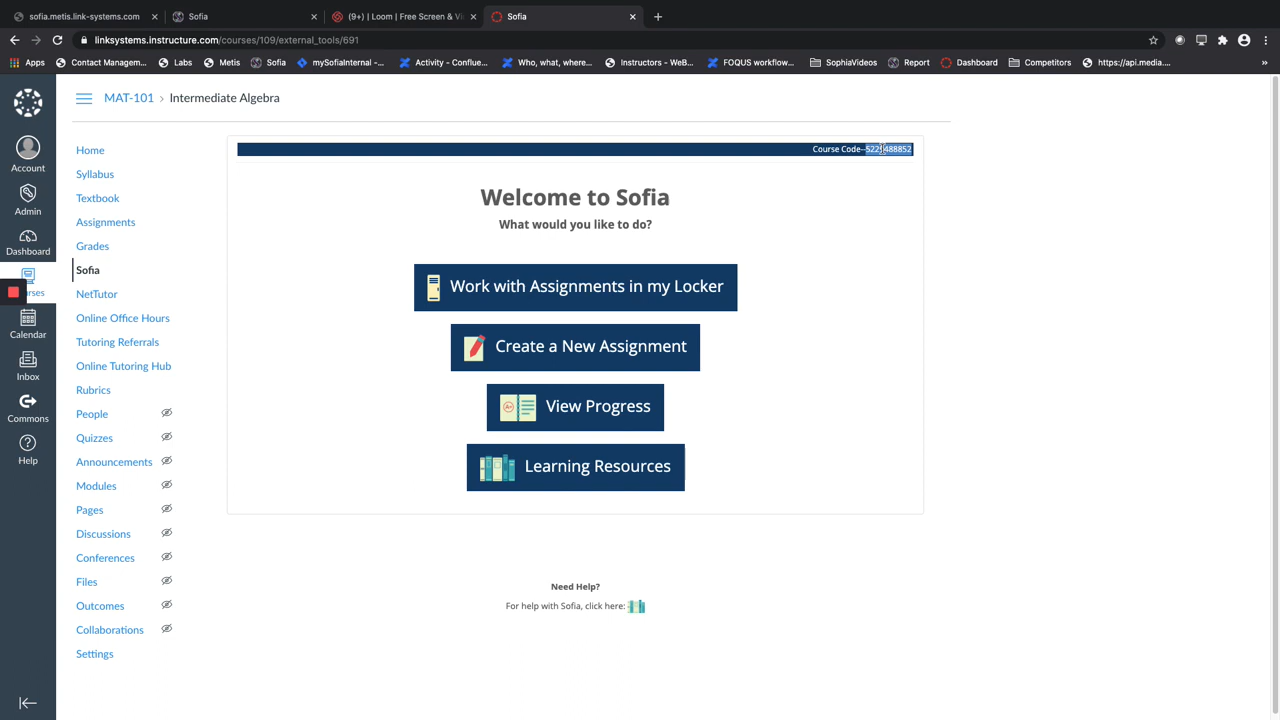 sofia.metis.link-systems.com
Sofia
(9+) | Loom | Free Screen & Vi
Sofia
linksystems.instructure.com/courses/109/external_tools/691
Apps
Contact Managem...
Labs
Metis
Sofia
mySofiaInternal -...
Activity - Conflue...
Who, what, where...
Instructors - WeB...
FOQUS workflow...
SophiaVideos
Report
Dashboard
Competitors
https://api.media....
»
Account
Admin
Dashboard
Calendar
Inbox
Commons
Help
MAT-101 › Intermediate Algebra
Home
Syllabus
Textbook
Assignments
Grades
Sofia
NetTutor
Online Office Hours
Tutoring Referrals
Online Tutoring Hub
Rubrics
People
Quizzes
Announcements
Modules
Pages
Discussions
Conferences
Files
Outcomes
Collaborations
Settings
Course Code--
Welcome to Sofia
What would you like to do?
Work with Assignments in my Locker
Create a New Assignment
View Progress
Learning Resources
Need Help?
For help with Sofia, click here: